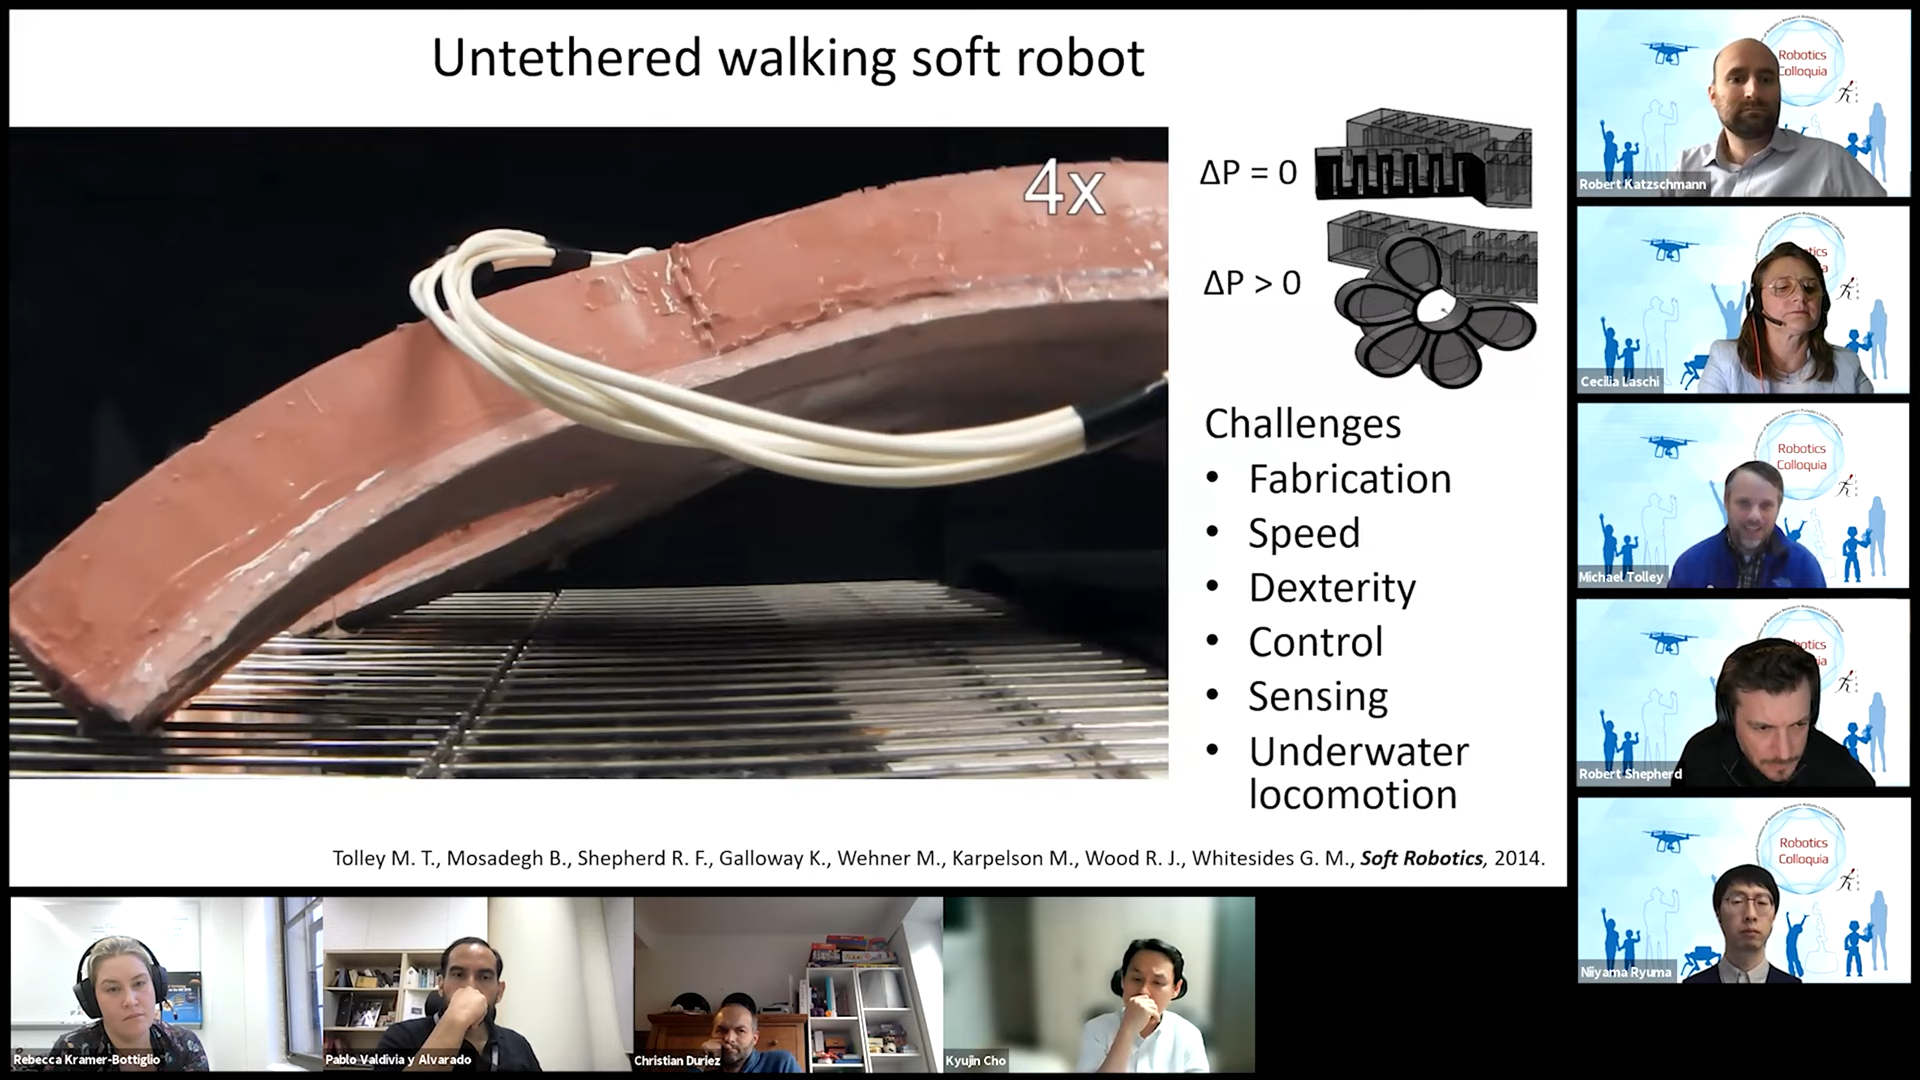 Untethered walking soft robot
4x
ΔP = 0
ΔP > 0
Challenges
• Fabrication
• Speed
• Dexterity
• Control
• Sensing
• Underwater
locomotion
Tolley M. T., Mosadegh B., Shepherd R. F., Galloway K., Wehner M., Karpelson M., Wood R. J., Whitesides G. M., Soft Robotics, 2014.
Robotics
Colloquia
Robert Katzschmann
Cecilia Laschi
Robotics
Colloquia
Michael Tolley
Robert Shepherd
Robotics
Colloquia
Niiyama Ryuma
Rebecca Kramer-Bottiglio
Pablo Valdivia y Alvarado
Christian Duriez
Kyujin Cho